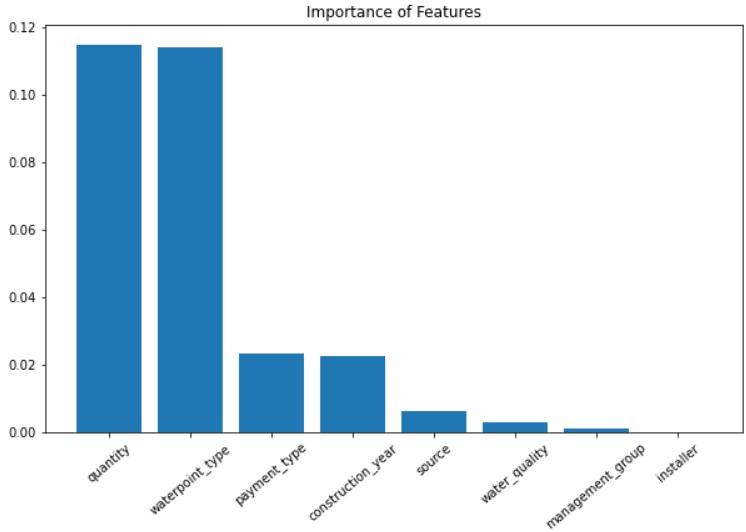 Importance of Features
0.12
0.10
0.08
0.06
0.04
0.02
0.00
quantity
waterpoint_type
payment_type
construction_year
source
water_quality
management_group
installer